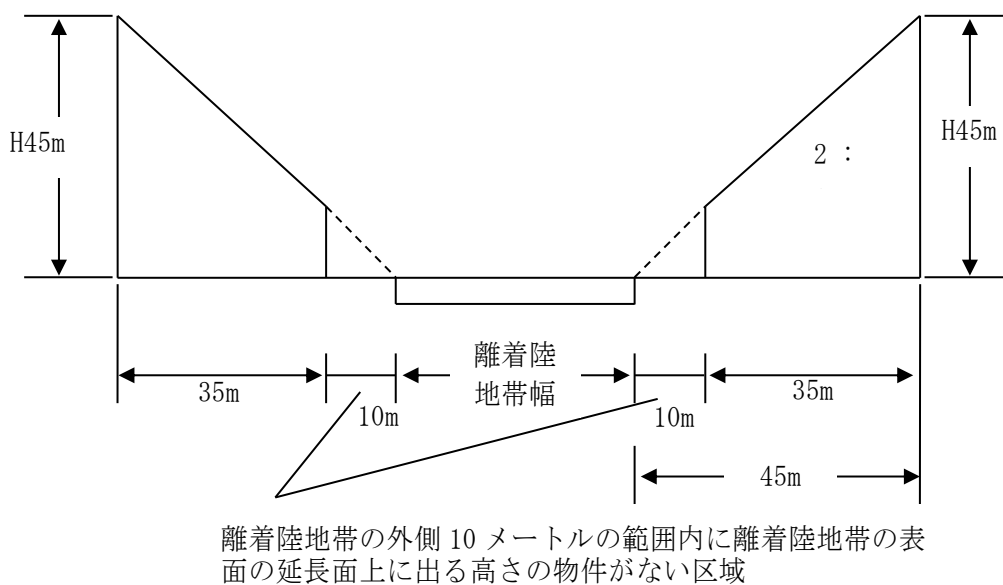 H45m
H45m
2 :
離着陸
地帯幅
35m
10m
10m
35m
45m
離着陸地帯の外側 10 メートルの範囲内に離着陸地帯の表
面の延長面上に出る高さの物件がない区域